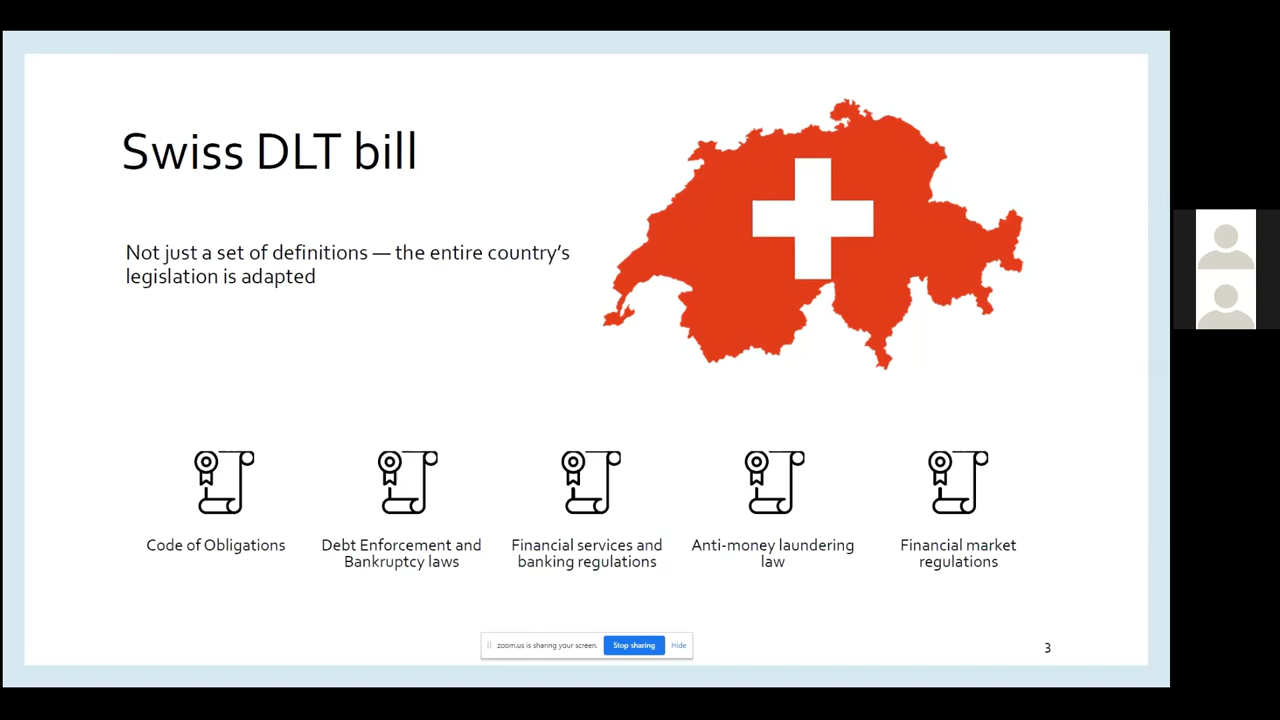 Swiss DLT bill
Not just a set of definitions — the entire country’s
legislation is adapted
Code of Obligations
Debt Enforcement and
Bankruptcy laws
Financial services and
banking regulations
Anti-money laundering
law
Financial market
regulations
zoom.us is sharing your screen.
Stop sharing
Hide
3